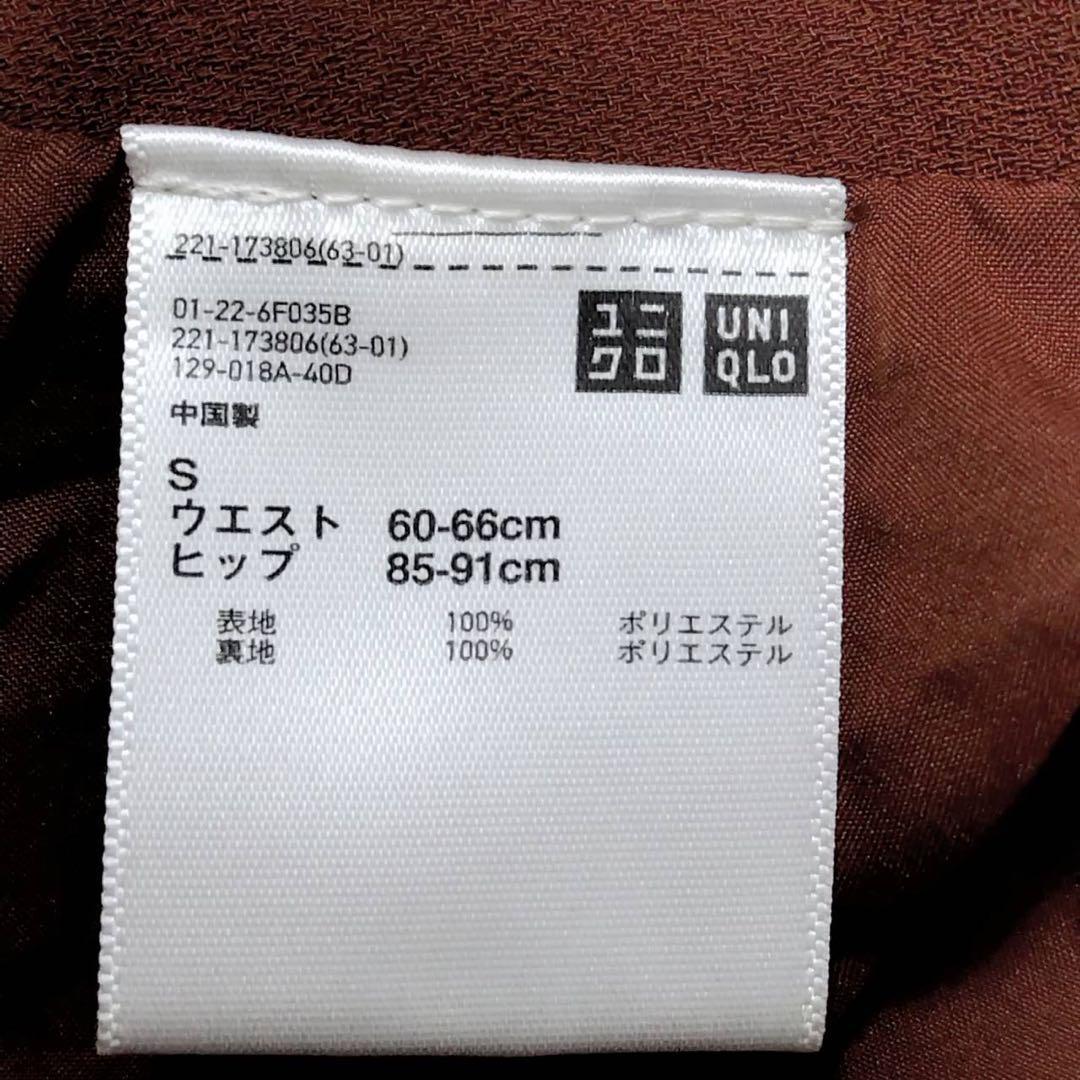 221-173806(63-01)
01-22-6F035B
221-173806(63-01)
129-018A-40D
中国製
ユニ
クロ
UNI
QLO
S
ウエスト 60-66cm
ヒップ 85-91cm
表地 100% ポリエステル
裏地 100% ポリエステル